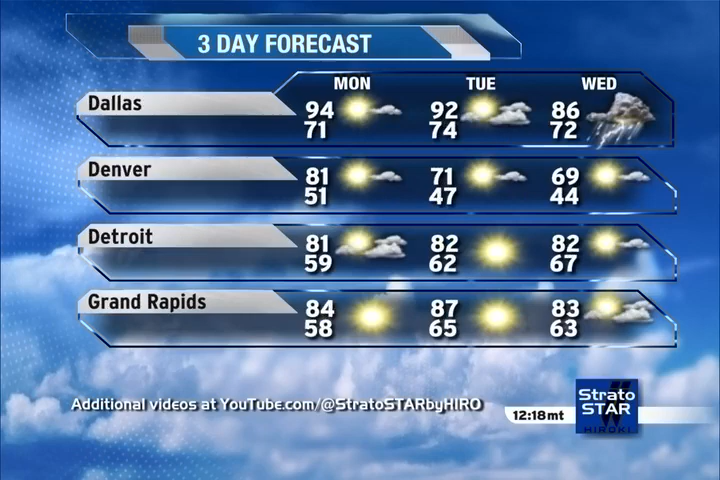 3 DAY FORECAST
MON TUE WED
Dallas
94 92 86
71 74 72
Denver
81 71 69
51 47 44
Detroit
81 82 82
59 62 67
Grand Rapids
84 87 83
58 65 63
Additional videos at YouTube.com/@StratoSTARbyHIRO
12:18mt
Strato
STAR
HIROKI